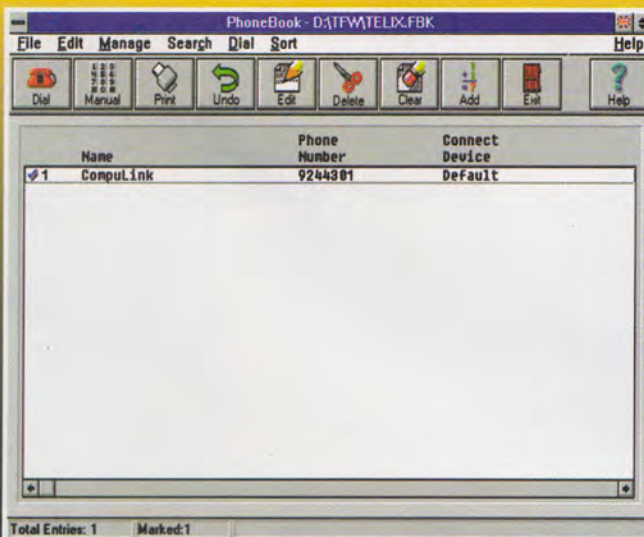 PhoneBook - D:\TFW\TELIX.FBK
File Edit Manage Search Dial Sort Help
Dial Manual Print Undo Edit Delete Clear Add Exit Help
Phone Connect
Name Number Device
1 CompuLink 9244301 Default
Total Entries: 1 Marked:1